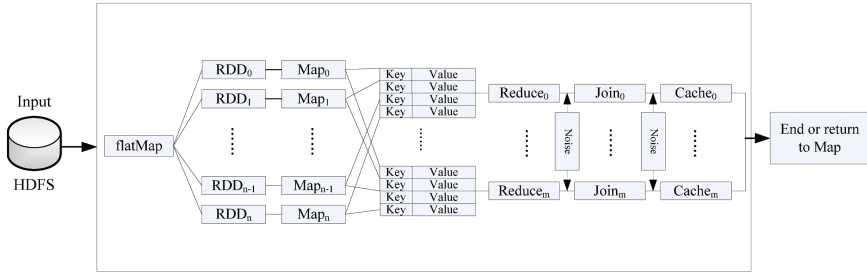 Input
HDFS
flatMap
RDD0 Map0
RDD1 Map1
RDDn-1 Mapn-1
RDDn Mapn
Key Value
Key Value
Key Value
Key Value
Key Value
Key Value
Key Value
Key Value
Reduce0 Join0 Cache0
Noise Noise
Reducem Joinm Cachem
End or return
to Map